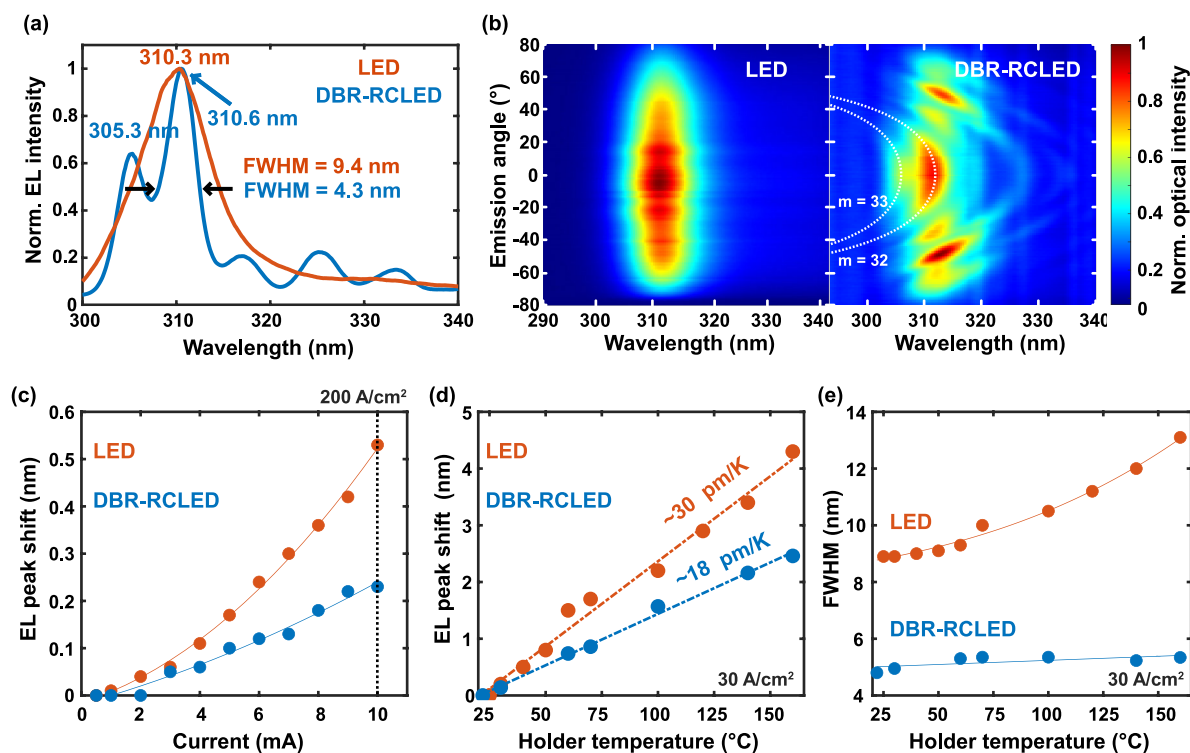 (a)
310.3 nm
LED
DBR-RCLED
310.6 nm
305.3 nm
FWHM = 9.4 nm
FWHM = 4.3 nm
Norm. EL intensity
1
0.8
0.6
0.4
0.2
0
300 310 320 330 340
Wavelength (nm)
(b)
LED
DBR-RCLED
m = 33
m = 32
Emission angle (°)
80
60
40
20
0
-20
-40
-60
-80
290 300 310 320 330
300 310 320 330 340
Wavelength (nm) Wavelength (nm)
1
0.8
0.6
0.4
0.2
0
Norm. optical intensity
(c)
200 A/cm²
LED
DBR-RCLED
EL peak shift (nm)
0.6
0.5
0.4
0.3
0.2
0.1
0
0 2 4 6 8 10
Current (mA)
(d)
LED
DBR-RCLED
~30 pm/K
~18 pm/K
30 A/cm²
EL peak shift (nm)
5
4
3
2
1
0
25 50 75 100 125 150
Holder temperature (°C)
(e)
LED
DBR-RCLED
30 A/cm²
FWHM (nm)
14
12
10
8
6
4
25 50 75 100 125 150
Holder temperature (°C)